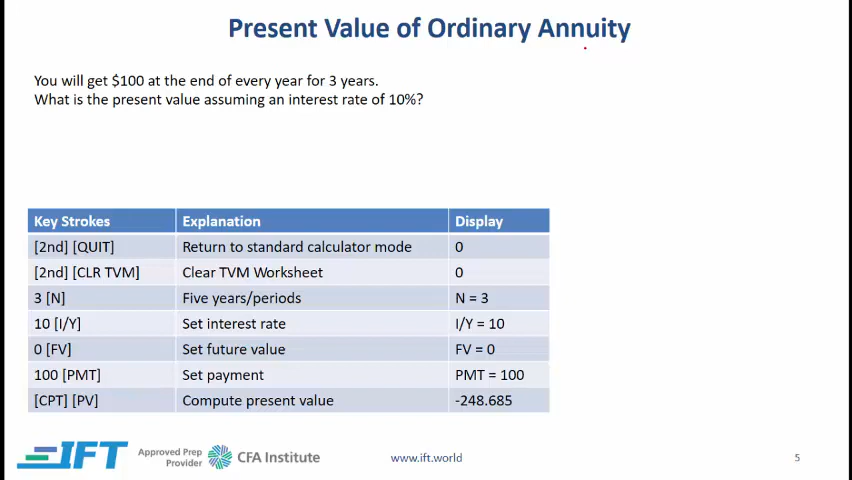 Present Value of Ordinary Annuity
You will get $100 at the end of every year for 3 years.
What is the present value assuming an interest rate of 10%?
Key Strokes Explanation Display
[2nd] [QUIT] Return to standard calculator mode 0
[2nd] [CLR TVM] Clear TVM Worksheet 0
3 [N] Five years/periods N = 3
10 [I/Y] Set interest rate I/Y = 10
0 [FV] Set future value FV = 0
100 [PMT] Set payment PMT = 100
[CPT] [PV] Compute present value -248.685
IFT
Approved Prep
Provider
CFA Institute
www.ift.world
5